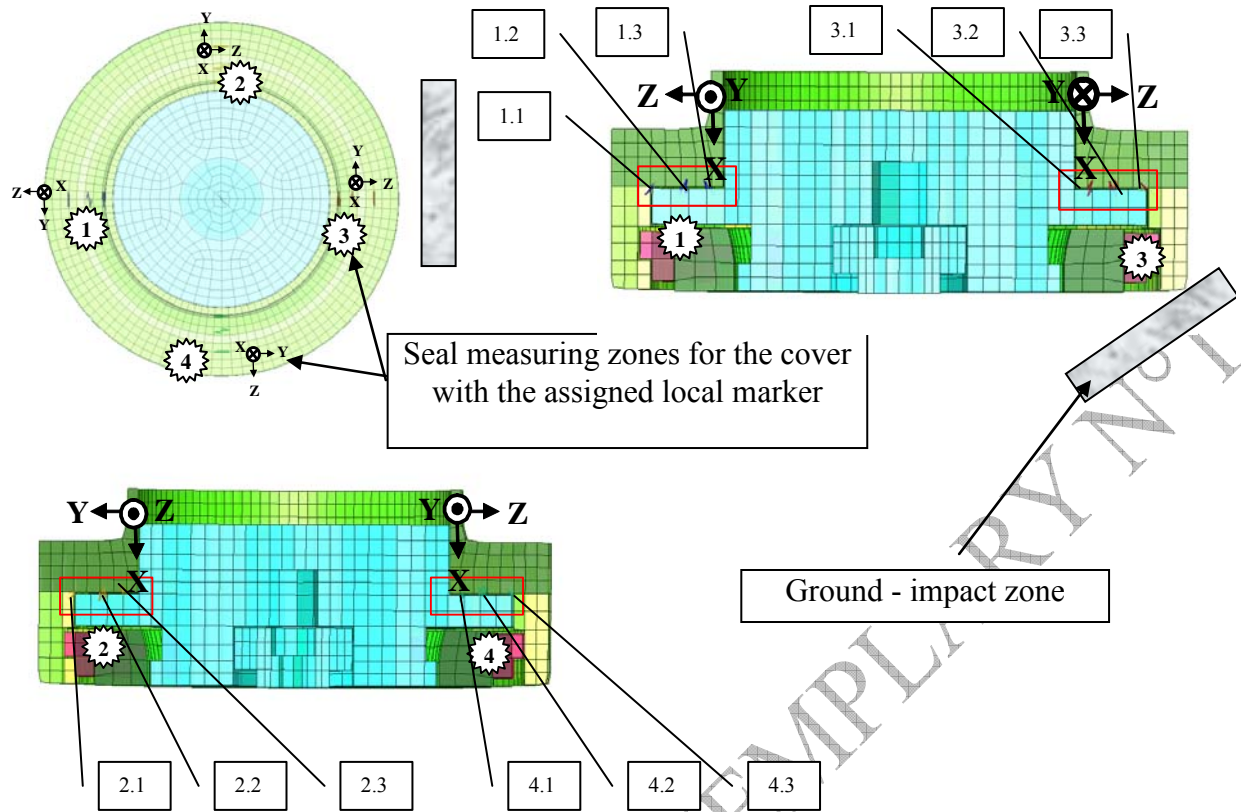 Y
Z
X
2
Z
X
Y
1
Y
Z
X
3
4
X
Y
Z
1.2
1.3
3.1
3.2
3.3
1.1
Z
Y
X
Y
Z
X
1
3
Seal measuring zones for the cover
with the assigned local marker
Ground - impact zone
Y
Z
X
Y
Z
X
2
4
2.1
2.2
2.3
4.1
4.2
4.3
EMPLARY N°1